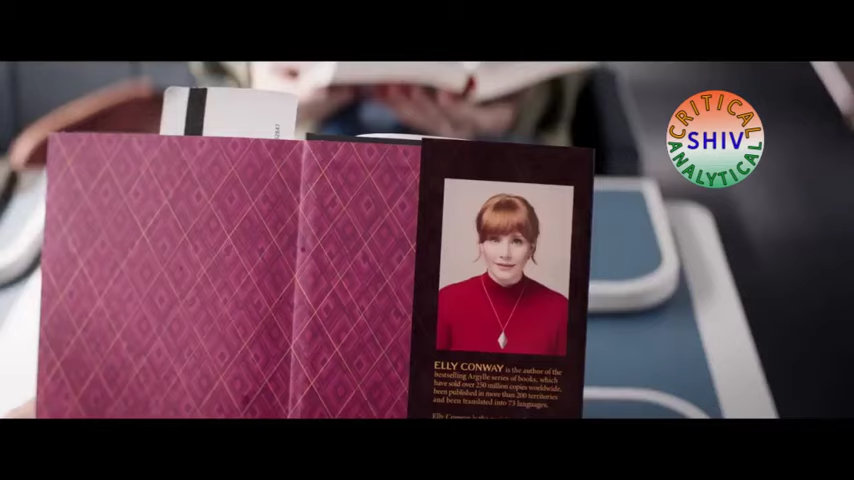 CRITICAL
SHIV
ANALYTICAL
ELLY CONWAY is the author of the
bestselling Argylle series of books, which
have sold over 250 million copies worldwide,
been published in more than 200 territories
and been translated into 73 languages.